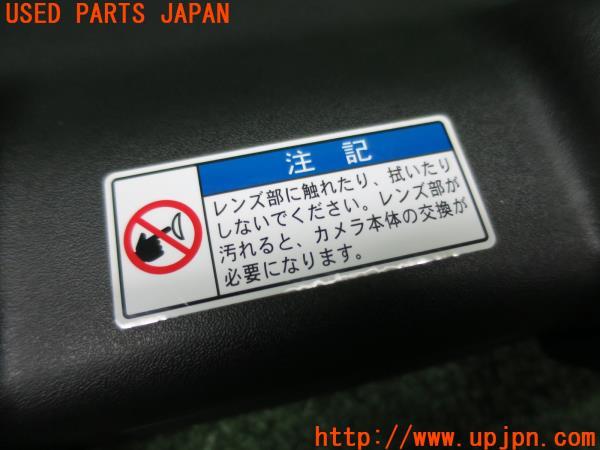 USED PARTS JAPAN
注記
レンズ部に触れたり、拭いたり
しないでください。レンズ部が
汚れると、カメラ本体の交換が
必要になります。
http://www.upjpn.com